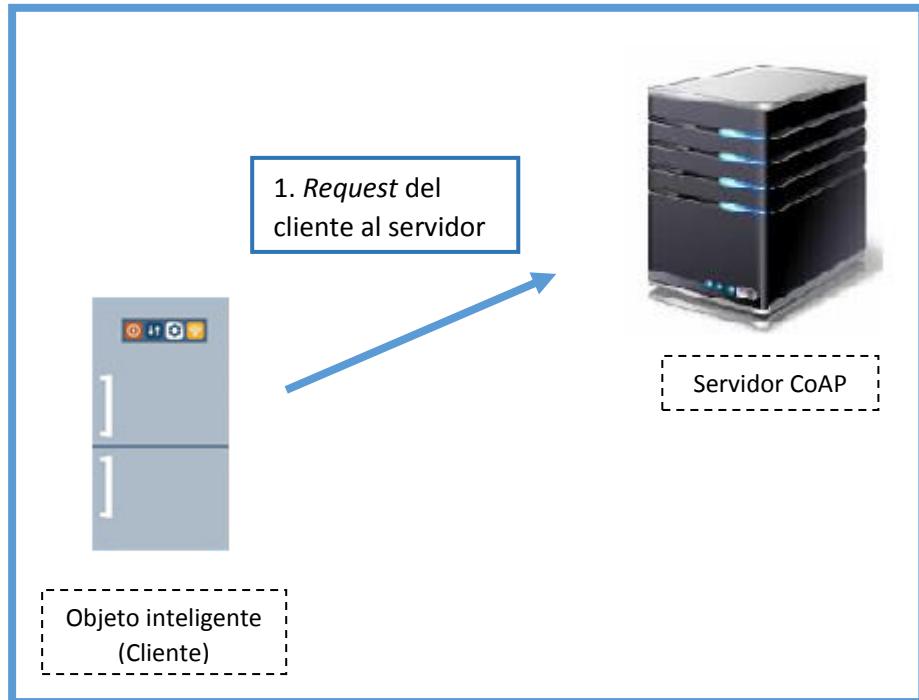 1. Request del
cliente al servidor
Servidor CoAP
Objeto inteligente
(Cliente)